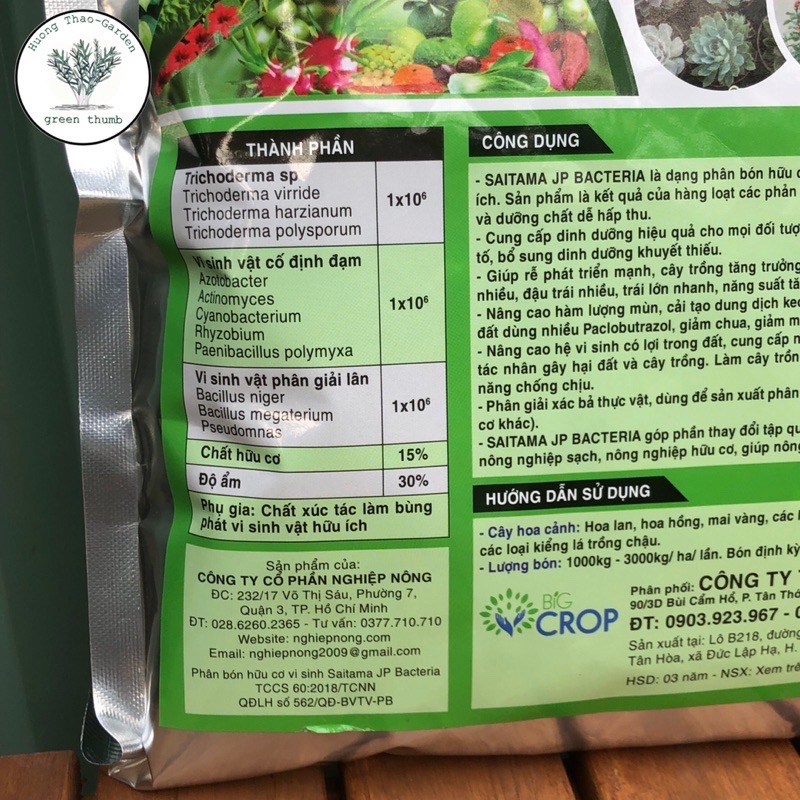 Huong Thao-Garden
green thumb
THÀNH PHẦN
Trichoderma sp
Trichoderma virride
Trichoderma harzianum
Trichoderma polysporum
1x10⁶
Vi sinh vật cố định đạm
Azotobacter
Actinomyces
Cyanobacterium
Rhyzobium
Paenibacillus polymyxa
1x10⁶
Vi sinh vật phân giải lân
Bacillus niger
Bacillus megaterium
Pseudomnas
1x10⁶
Chất hữu cơ 15%
Độ ẩm 30%
Phụ gia: Chất xúc tác làm bùng
phát vi sinh vật hữu ích
Sản phẩm của:
CÔNG TY CỔ PHẦN NGHIỆP NÔNG
ĐC: 232/17 Võ Thị Sáu, Phường 7,
Quận 3, TP. Hồ Chí Minh
ĐT: 028.6260.2365 - Tư vấn: 0377.710.710
Website: nghiepnong.com
Email: nghiepnong2009@gmail.com
Phân bón hữu cơ vi sinh Saitama JP Bacteria
TCCS 60:2018/TCNN
QĐLH số 562/QĐ-BVTV-PB
CÔNG DỤNG
- SAITAMA JP BACTERIA là dạng phân bón hữu
ích. Sản phẩm là kết quả của hàng loạt các phản
và dưỡng chất dễ hấp thu.
- Cung cấp dinh dưỡng hiệu quả cho mọi đối
tố, bổ sung dinh dưỡng khuyết thiếu.
- Giúp rễ phát triển mạnh, cây trồng tăng trưởng
nhiều, đậu trái nhiều, trái lớn nhanh, năng suất
- Nâng cao hàm lượng mùn, cải tạo dung dịch
đất dùng nhiều Paclobutrazol, giảm chua, giảm
- Nâng cao hệ vi sinh có lợi trong đất, cung cấp
tác nhân gây hại đất và cây trồng. Làm cây
năng chống chịu.
- Phân giải xác bả thực vật, dùng để sản xuất phân
cơ khác).
- SAITAMA JP BACTERIA góp phần thay đổi tập
nông nghiệp sạch, nông nghiệp hữu cơ, giúp
HƯỚNG DẪN SỬ DỤNG
- Cây hoa cảnh: Hoa lan, hoa hồng, mai vàng, các
các loại kiểng lá trồng chậu.
- Lượng bón: 1000kg - 3000kg/ ha/ lần. Bón định
BIG
CROP
Phân phối: CÔNG TY
90/3D Bùi Cẩm Hổ, P. Tân
ĐT: 0903.923.967 -
Sản xuất tại: Lô B218,
Tân Hòa, xã Đức Lập Hạ, H.
HSD: 03 năm - NSX: Xem